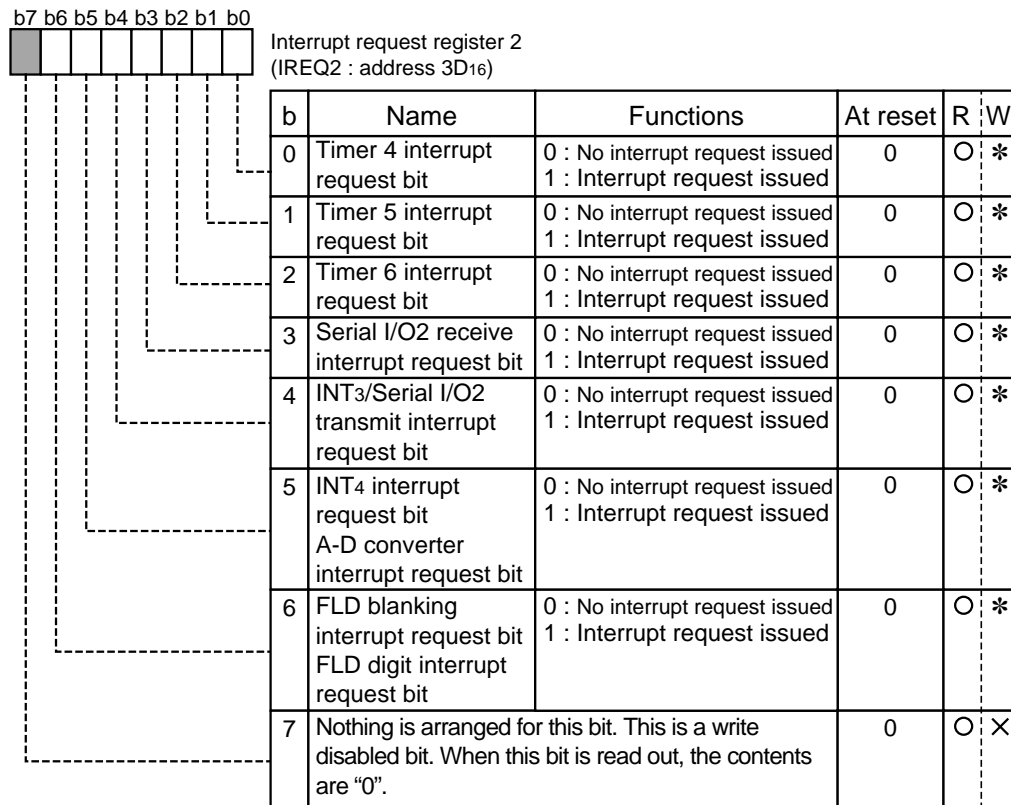 b7 b6 b5 b4 b3 b2 b1 b0
Interrupt request register 2
(IREQ2 : address 3D16)
b Name Functions At reset R W
0 Timer 4 interrupt request bit 0 : No interrupt request issued 1 : Interrupt request issued 0 ○ *
1 Timer 5 interrupt request bit 0 : No interrupt request issued 1 : Interrupt request issued 0 ○ *
2 Timer 6 interrupt request bit 0 : No interrupt request issued 1 : Interrupt request issued 0 ○ *
3 Serial I/O2 receive interrupt request bit 0 : No interrupt request issued 1 : Interrupt request issued 0 ○ *
4 INT3/Serial I/O2 transmit interrupt request bit 0 : No interrupt request issued 1 : Interrupt request issued 0 ○ *
5 INT4 interrupt request bit A-D converter interrupt request bit 0 : No interrupt request issued 1 : Interrupt request issued 0 ○ *
6 FLD blanking interrupt request bit FLD digit interrupt request bit 0 : No interrupt request issued 1 : Interrupt request issued 0 ○ *
7 Nothing is arranged for this bit. This is a write disabled bit. When this bit is read out, the contents are “0”. 0 ○ ×